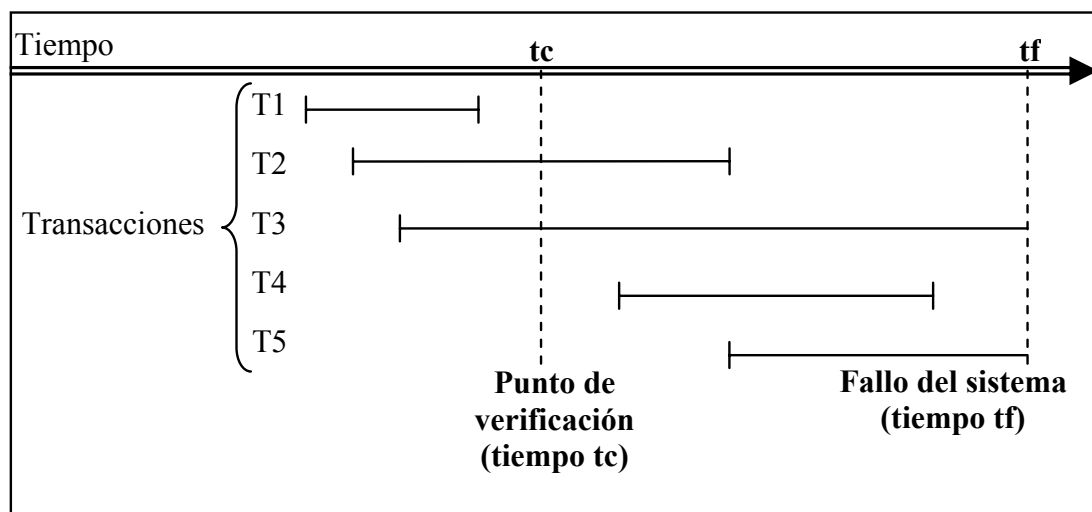 Tiempo
tc
tf
T1
T2
Transacciones
T3
T4
T5
Punto de
verificación
(tiempo tc)
Fallo del sistema
(tiempo tf)